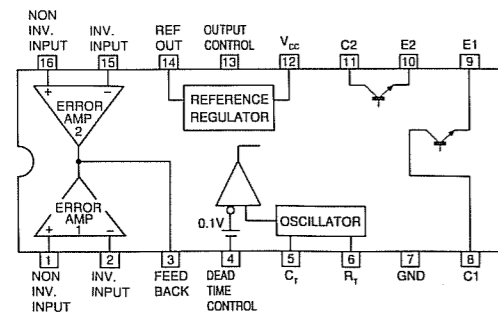 NON INV. INPUT
INV. INPUT
REF OUT
OUTPUT CONTROL
VCC
C2
E2
E1
16
15
14
13
12
11
10
9
+
−
ERROR AMP 2
REFERENCE REGULATOR
ERROR AMP 1
+
−
0.1V
OSCILLATOR
1
2
3
4
5
6
7
8
NON INV. INPUT
INV. INPUT
FEED BACK
DEAD TIME CONTROL
CT
RT
GND
C1